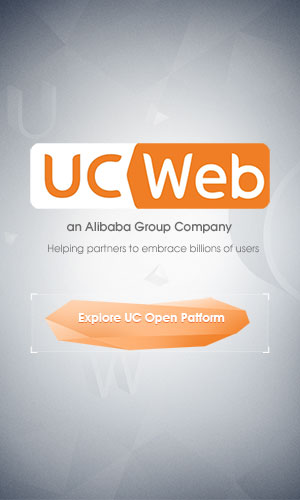 UC Web
an Alibaba Group Company
Helping partners to embrace billions of users
Explore UC Open Patform